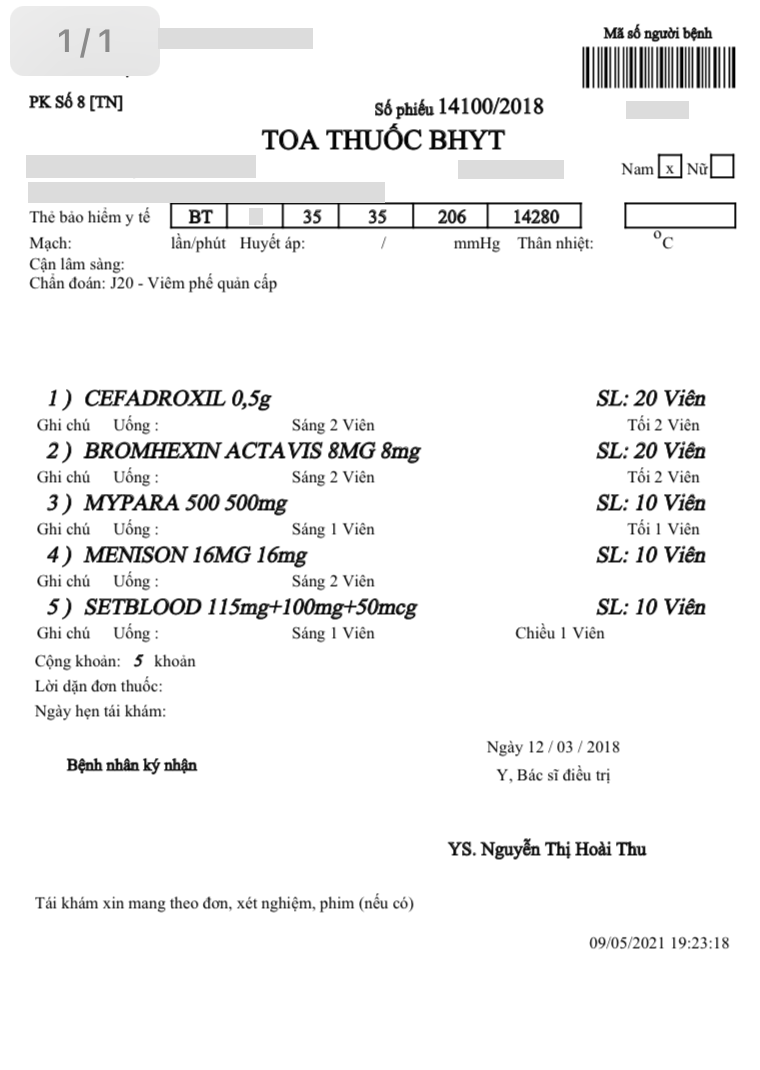 1/1
Mã số người bệnh
PK Số 8 [TN]
Số phiếu 14100/2018
TOA THUỐC BHYT
Nam x Nữ
Thẻ bảo hiểm y tế BT 35 35 206 14280
Mạch: lần/phút Huyết áp: / mmHg Thân nhiệt: °C
Cận lâm sàng:
Chẩn đoán: J20 - Viêm phế quản cấp
1 ) CEFADROXIL 0,5g SL: 20 Viên
Ghi chú Uống : Sáng 2 Viên Tối 2 Viên
2 ) BROMHEXIN ACTAVIS 8MG 8mg SL: 20 Viên
Ghi chú Uống : Sáng 2 Viên Tối 2 Viên
3 ) MYPARA 500 500mg SL: 10 Viên
Ghi chú Uống : Sáng 1 Viên Tối 1 Viên
4 ) MENISON 16MG 16mg SL: 10 Viên
Ghi chú Uống : Sáng 2 Viên
5 ) SETBLOOD 115mg+100mg+50mcg SL: 10 Viên
Ghi chú Uống : Sáng 1 Viên Chiều 1 Viên
Cộng khoản: 5 khoản
Lời dặn đơn thuốc:
Ngày hẹn tái khám:
Ngày 12 / 03 / 2018
Bệnh nhân ký nhận
Y, Bác sĩ điều trị
YS. Nguyễn Thị Hoài Thu
Tái khám xin mang theo đơn, xét nghiệm, phim (nếu có)
09/05/2021 19:23:18